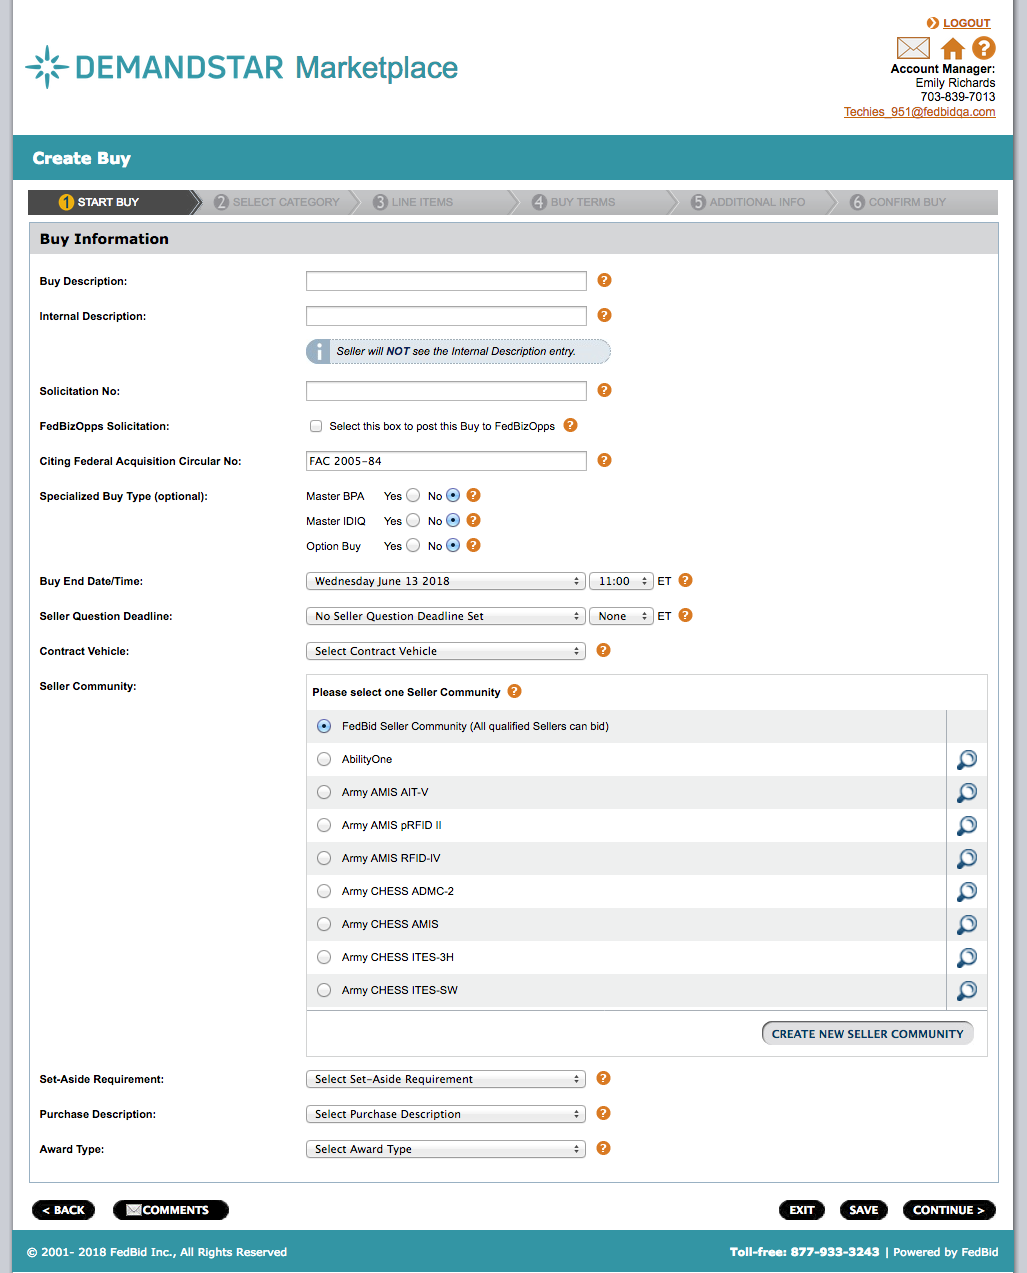 LOGOUT
DEMANDSTAR Marketplace
?
Account Manager:
Emily Richards
703-839-7013
Techies_951@fedbidqa.com
Create Buy
1 START BUY 2 SELECT CATEGORY 3 LINE ITEMS 4 BUY TERMS 5 ADDITIONAL INFO 6 CONFIRM BUY
Buy Information
Buy Description: ?
Internal Description: ?
i Seller will NOT see the Internal Description entry.
Solicitation No: ?
FedBizOpps Solicitation: Select this box to post this Buy to FedBizOpps ?
Citing Federal Acquisition Circular No: FAC 2005-84 ?
Specialized Buy Type (optional): Master BPA Yes No ?
Master IDIQ Yes No ?
Option Buy Yes No ?
Buy End Date/Time: Wednesday June 13 2018 11:00 ET ?
Seller Question Deadline: No Seller Question Deadline Set None ET ?
Contract Vehicle: Select Contract Vehicle ?
Seller Community: Please select one Seller Community ?
FedBid Seller Community (All qualified Sellers can bid)
AbilityOne
Army AMIS AIT-V
Army AMIS pRFID II
Army AMIS RFID-IV
Army CHESS ADMC-2
Army CHESS AMIS
Army CHESS ITES-3H
Army CHESS ITES-SW
CREATE NEW SELLER COMMUNITY
Set-Aside Requirement: Select Set-Aside Requirement ?
Purchase Description: Select Purchase Description ?
Award Type: Select Award Type ?
< BACK COMMENTS EXIT SAVE CONTINUE >
© 2001- 2018 FedBid Inc., All Rights Reserved Toll-free: 877-933-3243 | Powered by FedBid